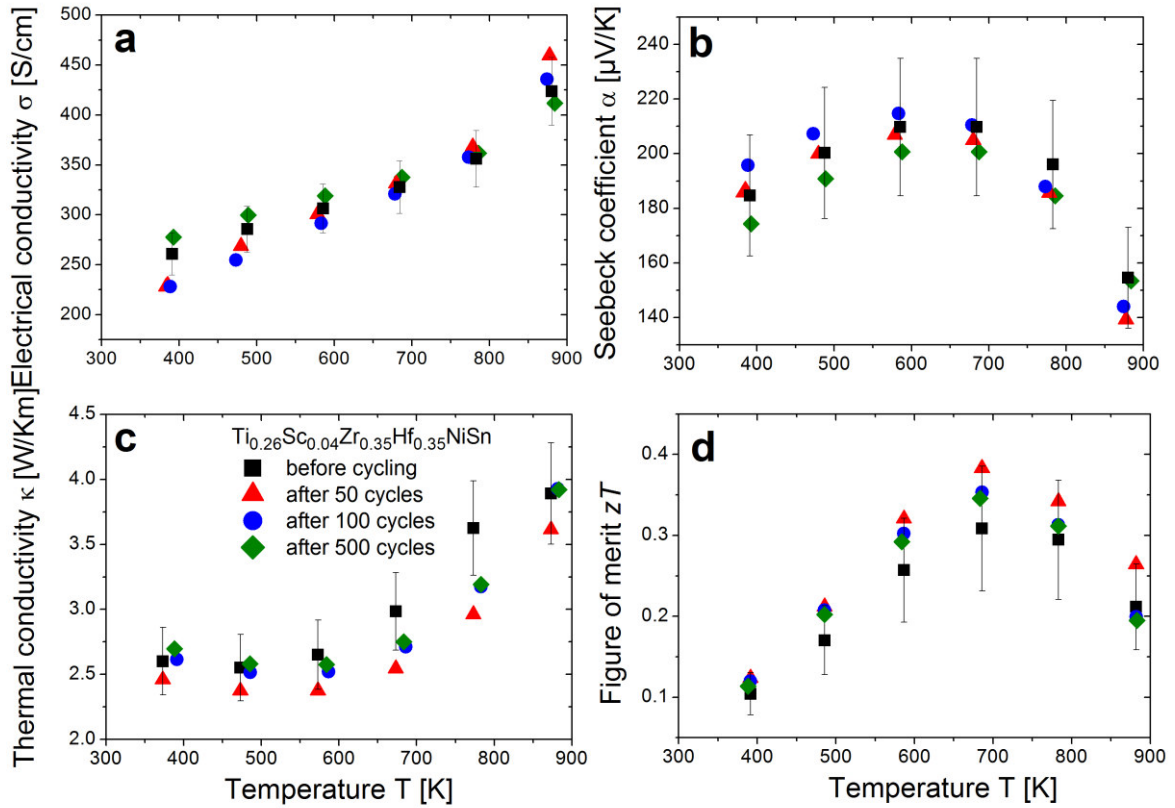 a
Electrical conductivity σ [S/cm]
500
450
400
350
300
250
225
300 400 500 600 700 800 900
b
Seebeck coefficient α [µV/K]
240
220
200
180
160
140
300 400 500 600 700 800 900
c
Thermal conductivity κ [W/Km]
4.5
4.0
3.5
3.0
2.5
2.0
Ti0.26Sc0.04Zr0.35Hf0.35NiSn
before cycling
after 50 cycles
after 100 cycles
after 500 cycles
300 400 500 600 700 800 900
Temperature T [K]
d
Figure of merit zT
0.4
0.3
0.2
0.1
300 400 500 600 700 800 900
Temperature T [K]